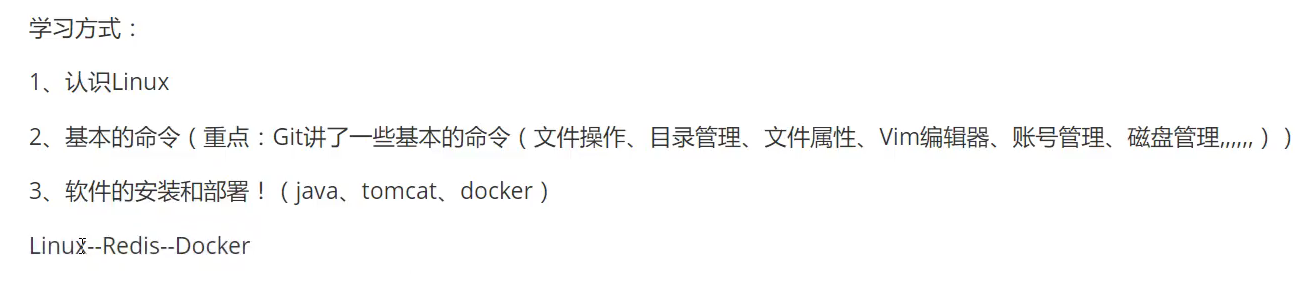 学习方式：
1、认识Linux
2、基本的命令（重点：Git讲了一些基本的命令（文件操作、目录管理、文件属性、Vim编辑器、账号管理、磁盘管理,,,,,,））
3、软件的安装和部署！（java、tomcat、docker）
Linux--Redis--Docker